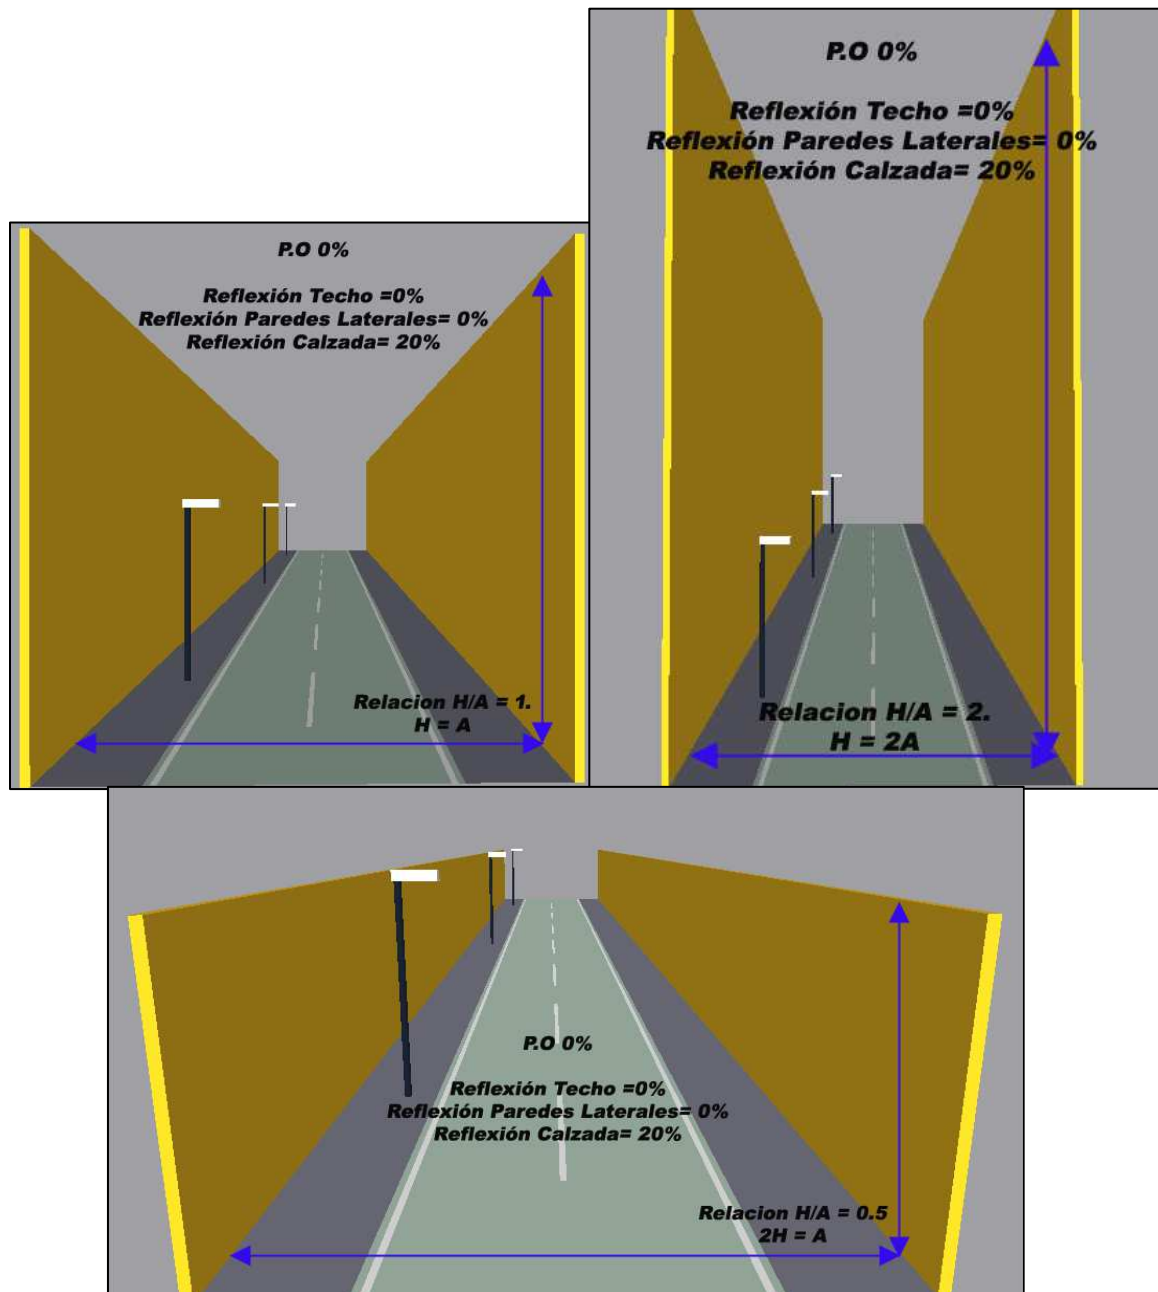 P.O 0%
Reflexión Techo =0%
Reflexión Paredes Laterales= 0%
Reflexión Calzada= 20%
Relacion H/A = 1.
H = A
P.O 0%
Reflexión Techo =0%
Reflexión Paredes Laterales= 0%
Reflexión Calzada= 20%
Relacion H/A = 2.
H = 2A
P.O 0%
Reflexión Techo =0%
Reflexión Paredes Laterales= 0%
Reflexión Calzada= 20%
Relacion H/A = 0.5
2H = A